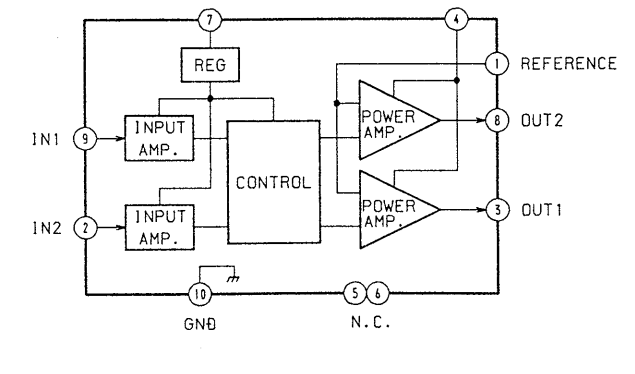 7
4
REG
1 REFERENCE
INPUT
AMP.
POWER
AMP.
IN1 9
8 OUT2
CONTROL
INPUT
AMP.
POWER
AMP.
IN2 2
3 OUT1
10
5 6
GND
N.C.